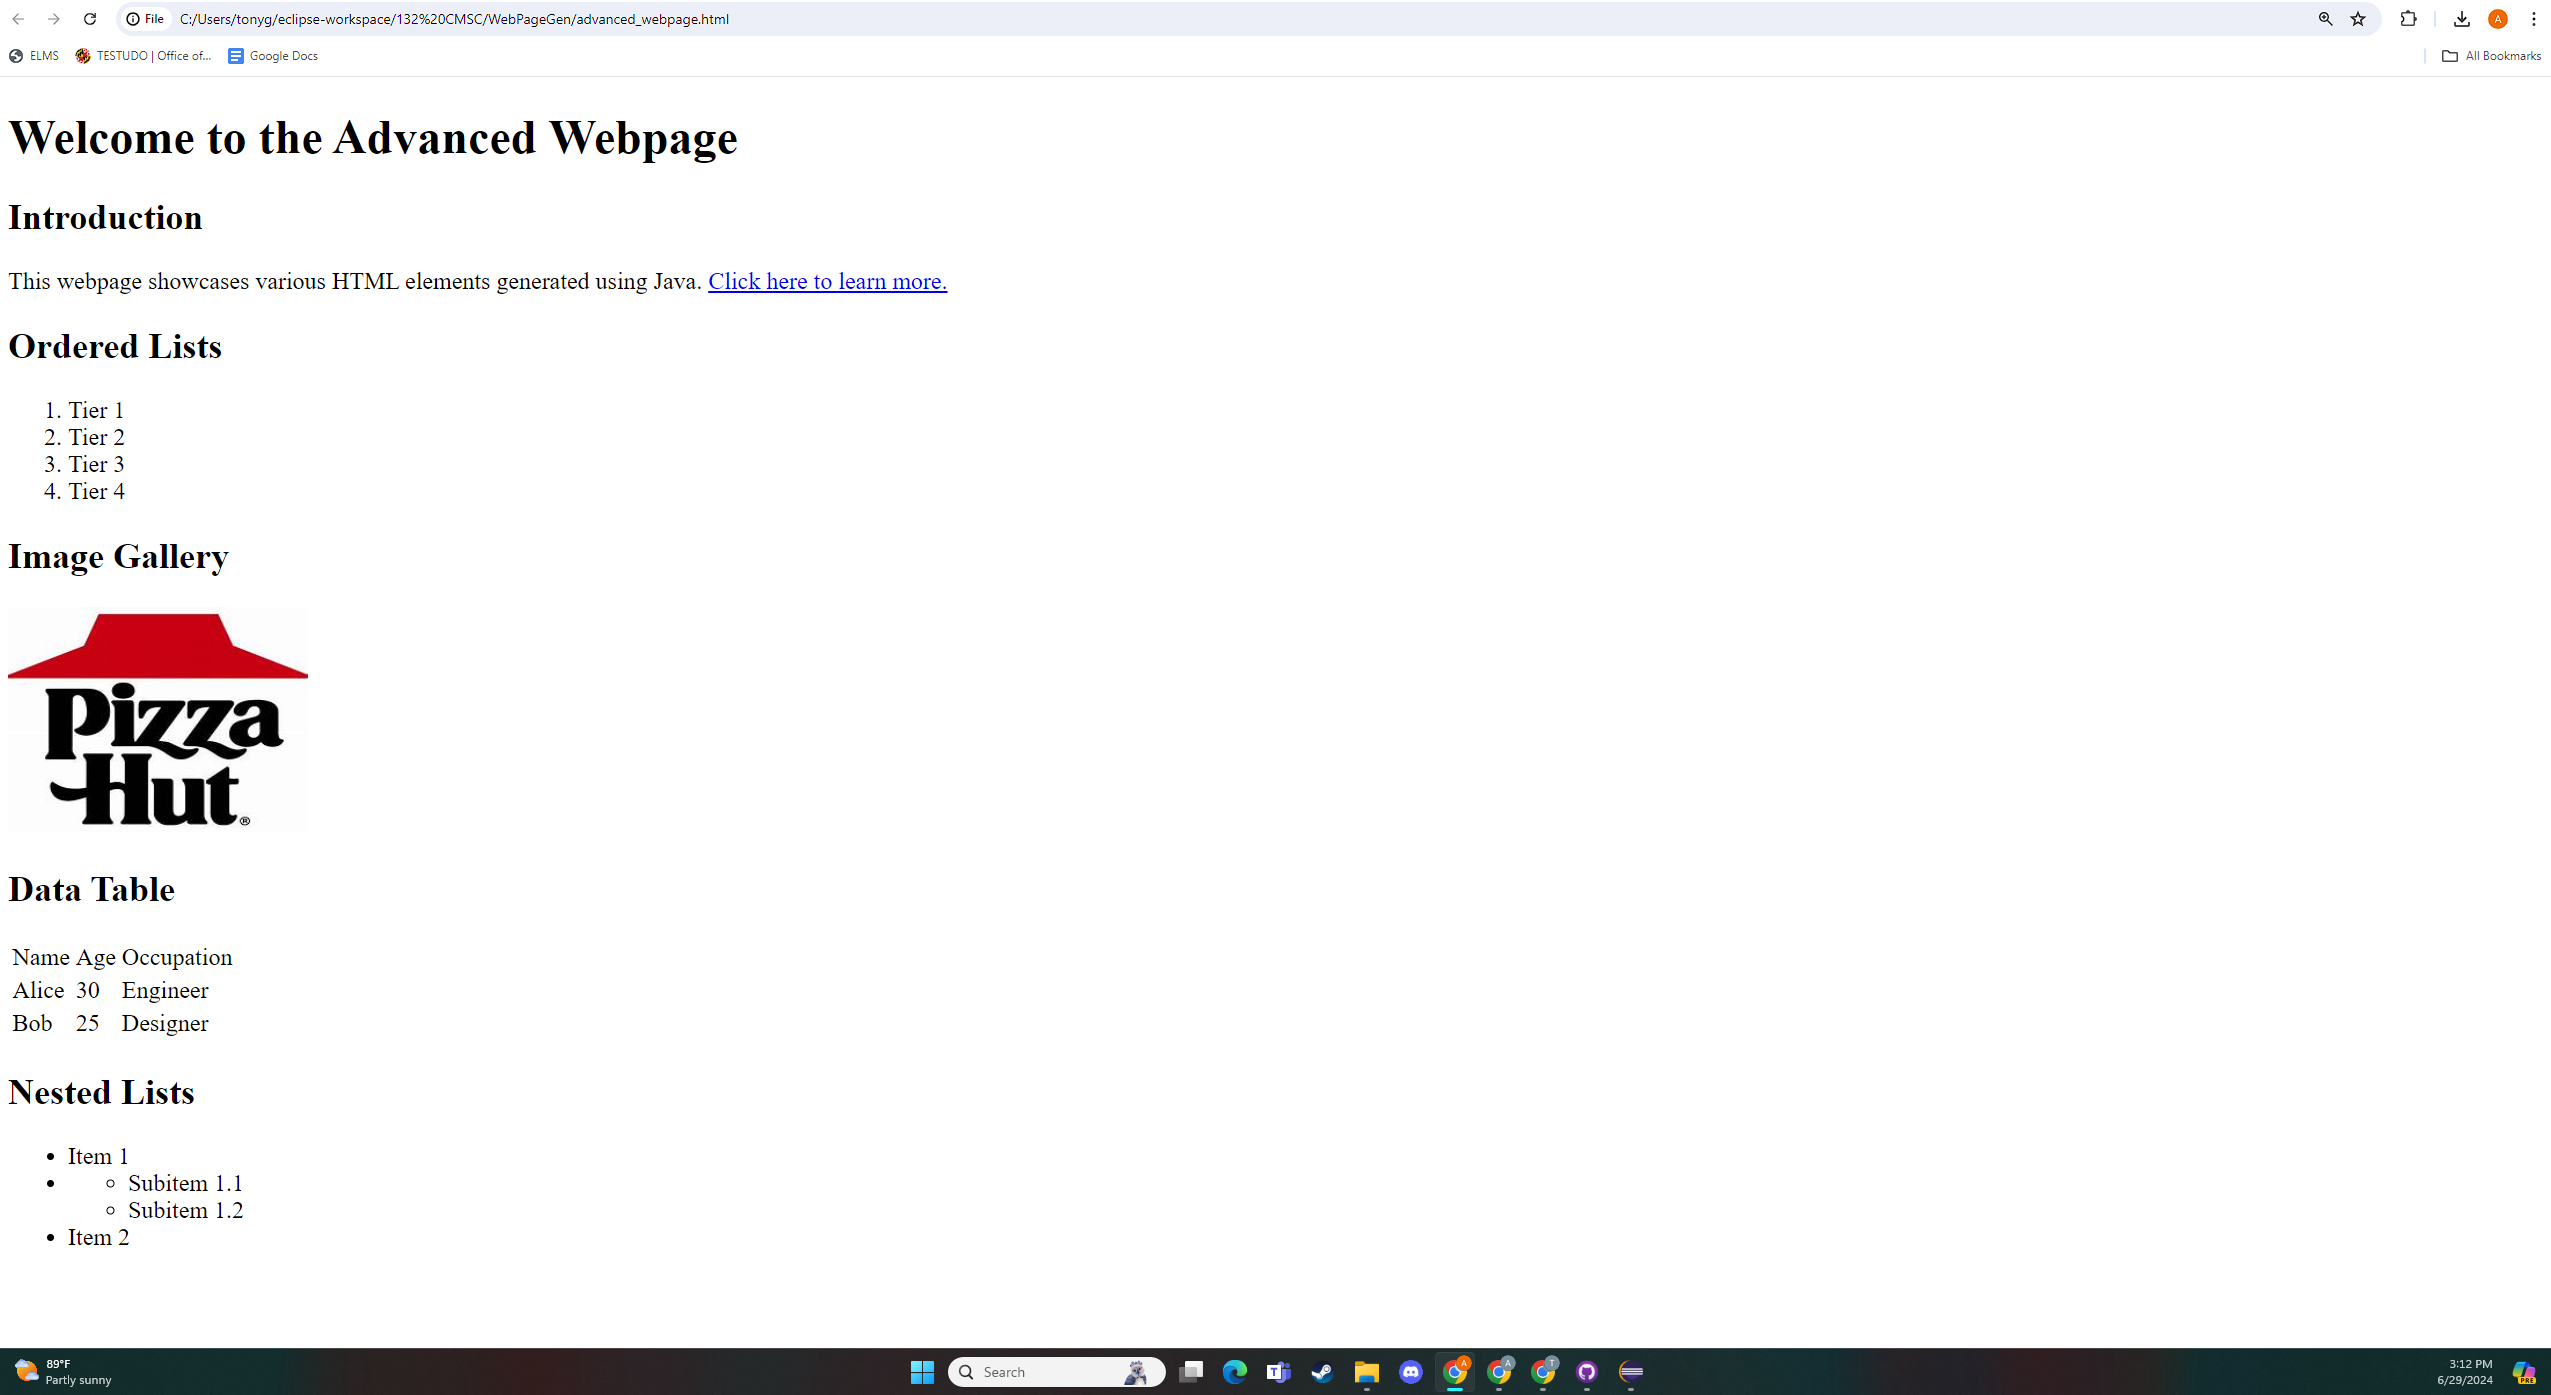 File C:/Users/tonyg/eclipse-workspace/132%20CMSC/WebPageGen/advanced_webpage.html A
ELMS TESTUDO | Office of... Google Docs All Bookmarks
Welcome to the Advanced Webpage
Introduction
This webpage showcases various HTML elements generated using Java. Click here to learn more.
Ordered Lists
1. Tier 1
2. Tier 2
3. Tier 3
4. Tier 4
Image Gallery
Pizza
Hut®
Data Table
Name Age Occupation
Alice 30 Engineer
Bob 25 Designer
Nested Lists
• Item 1
• ◦ Subitem 1.1
◦ Subitem 1.2
• Item 2
89°F
Partly sunny
Search
T
A
A
T
3:12 PM
6/29/2024
PRE